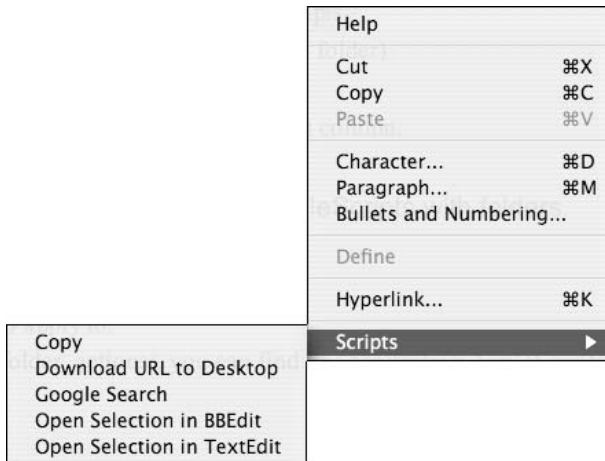 Help
Cut ⌘X
Copy ⌘C
Paste ⌘V
Character... ⌘D
Paragraph... ⌘M
Bullets and Numbering...
Define
Hyperlink... ⌘K
Scripts
Copy
Download URL to Desktop
Google Search
Open Selection in BBEdit
Open Selection in TextEdit